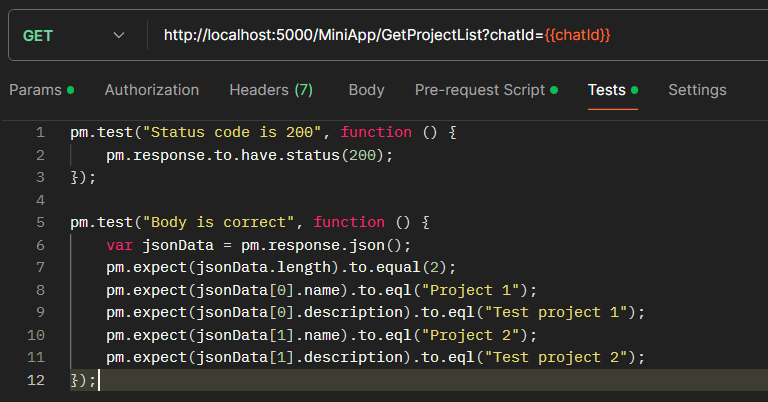 GET http://localhost:5000/MiniApp/GetProjectList?chatId={{chatId}}
Params Authorization Headers (7) Body Pre-request Script Tests Settings
1 pm.test("Status code is 200", function () {
2     pm.response.to.have.status(200);
3 });
4
5 pm.test("Body is correct", function () {
6     var jsonData = pm.response.json();
7     pm.expect(jsonData.length).to.equal(2);
8     pm.expect(jsonData[0].name).to.eql("Project 1");
9     pm.expect(jsonData[0].description).to.eql("Test project 1");
10     pm.expect(jsonData[1].name).to.eql("Project 2");
11     pm.expect(jsonData[1].description).to.eql("Test project 2");
12 });